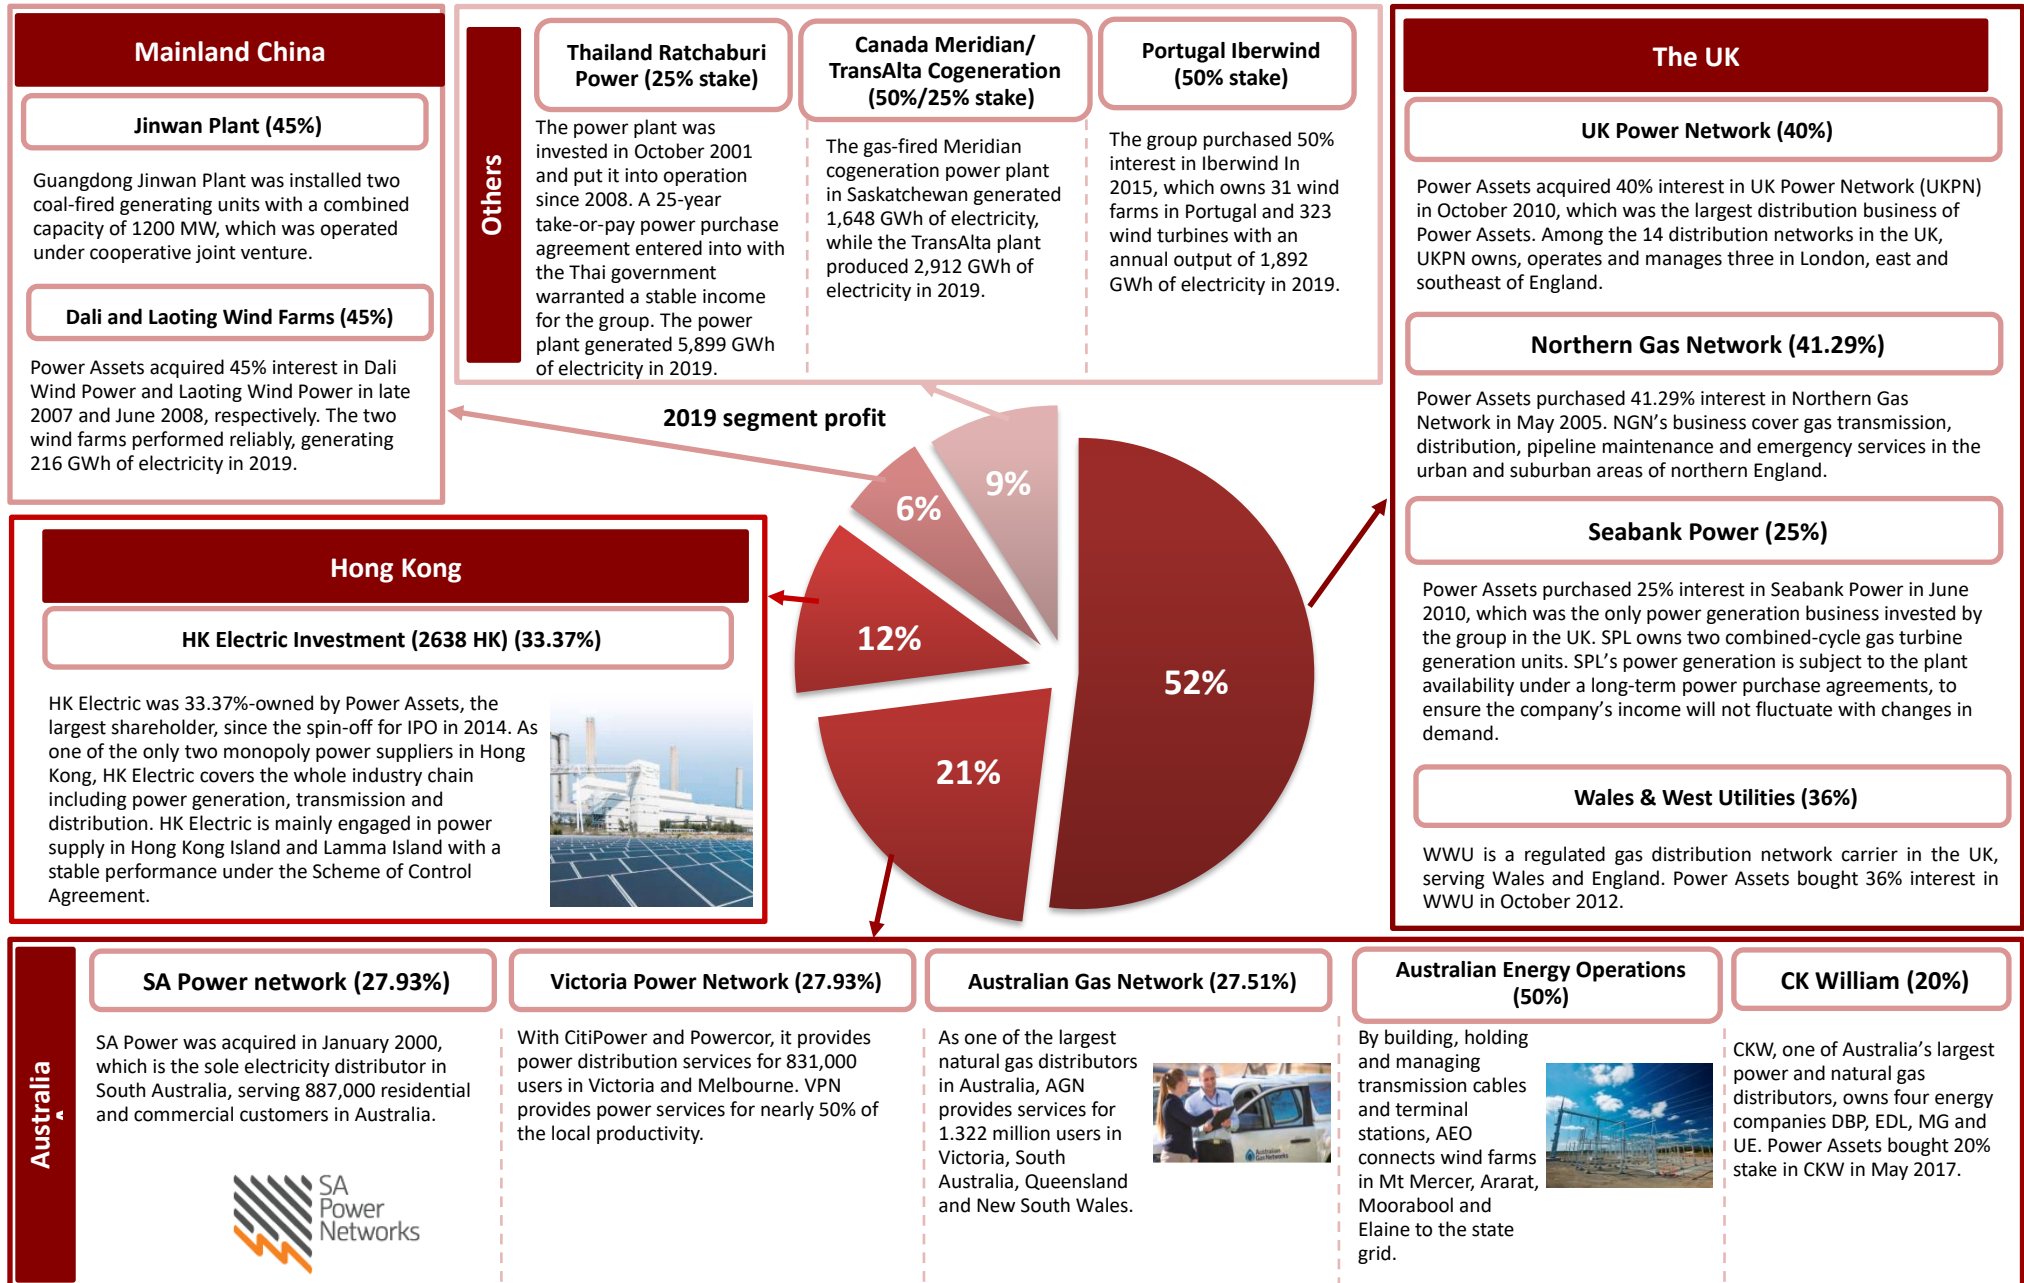 Mainland China
Jinwan Plant (45%)
Guangdong Jinwan Plant was installed two
coal-fired generating units with a combined
capacity of 1200 MW, which was operated
under cooperative joint venture.
Dali and Laoting Wind Farms (45%)
Power Assets acquired 45% interest in Dali
Wind Power and Laoting Wind Power in late
2007 and June 2008, respectively. The two
wind farms performed reliably, generating
216 GWh of electricity in 2019.
Others
Thailand Ratchaburi
Power (25% stake)
The power plant was
invested in October 2001
and put it into operation
since 2008. A 25-year
take-or-pay power purchase
agreement entered into with
the Thai government
warranted a stable income
for the group. The power
plant generated 5,899 GWh
of electricity in 2019.
Canada Meridian/
TransAlta Cogeneration
(50%/25% stake)
The gas-fired Meridian
cogeneration power plant
in Saskatchewan generated
1,648 GWh of electricity,
while the TransAlta plant
produced 2,912 GWh of
electricity in 2019.
Portugal Iberwind
(50% stake)
The group purchased 50%
interest in Iberwind In
2015, which owns 31 wind
farms in Portugal and 323
wind turbines with an
annual output of 1,892
GWh of electricity in 2019.
The UK
UK Power Network (40%)
Power Assets acquired 40% interest in UK Power Network (UKPN)
in October 2010, which was the largest distribution business of
Power Assets. Among the 14 distribution networks in the UK,
UKPN owns, operates and manages three in London, east and
southeast of England.
Northern Gas Network (41.29%)
Power Assets purchased 41.29% interest in Northern Gas
Network in May 2005. NGN's business cover gas transmission,
distribution, pipeline maintenance and emergency services in the
urban and suburban areas of northern England.
Seabank Power (25%)
Power Assets purchased 25% interest in Seabank Power in June
2010, which was the only power generation business invested by
the group in the UK. SPL owns two combined-cycle gas turbine
generation units. SPL's power generation is subject to the plant
availability under a long-term power purchase agreements, to
ensure the company's income will not fluctuate with changes in
demand.
Wales & West Utilities (36%)
WWU is a regulated gas distribution network carrier in the UK,
serving Wales and England. Power Assets bought 36% interest in
WWU in October 2012.
2019 segment profit
9%
6%
12%
52%
21%
Hong Kong
HK Electric Investment (2638 HK) (33.37%)
HK Electric was 33.37%-owned by Power Assets, the
largest shareholder, since the spin-off for IPO in 2014. As
one of the only two monopoly power suppliers in Hong
Kong, HK Electric covers the whole industry chain
including power generation, transmission and
distribution. HK Electric is mainly engaged in power
supply in Hong Kong Island and Lamma Island with a
stable performance under the Scheme of Control
Agreement.
Australia
SA Power network (27.93%)
SA Power was acquired in January 2000,
which is the sole electricity distributor in
South Australia, serving 887,000 residential
and commercial customers in Australia.
SA
Power
Networks
Victoria Power Network (27.93%)
With CitiPower and Powercor, it provides
power distribution services for 831,000
users in Victoria and Melbourne. VPN
provides power services for nearly 50% of
the local productivity.
Australian Gas Network (27.51%)
As one of the largest
natural gas distributors
in Australia, AGN
provides services for
1.322 million users in
Victoria, South
Australia, Queensland
and New South Wales.
Australian
Gas Networks
Australian Energy Operations
(50%)
By building, holding
and managing
transmission cables
and terminal
stations, AEO
connects wind farms
in Mt Mercer, Ararat,
Moorabool and
Elaine to the state
grid.
CK William (20%)
CKW, one of Australia's largest
power and natural gas
distributors, owns four energy
companies DBP, EDL, MG and
UE. Power Assets bought 20%
stake in CKW in May 2017.